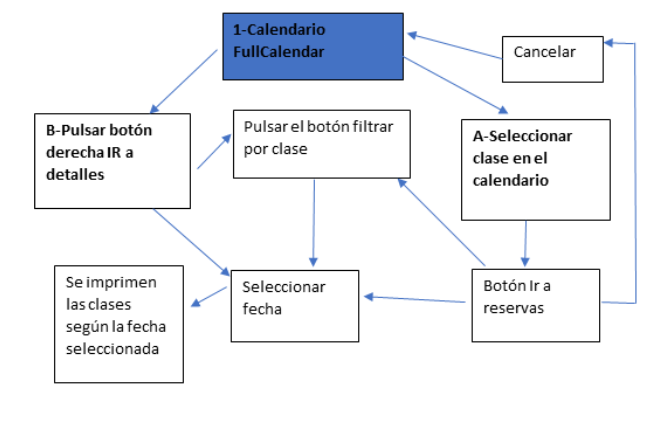 1-Calendario
FullCalendar
Cancelar
B-Pulsar botón
derecha IR a
detalles
Pulsar el botón filtrar
por clase
A-Seleccionar
clase en el
calendario
Se imprimen
las clases
según la fecha
seleccionada
Seleccionar
fecha
Botón Ir a
reservas